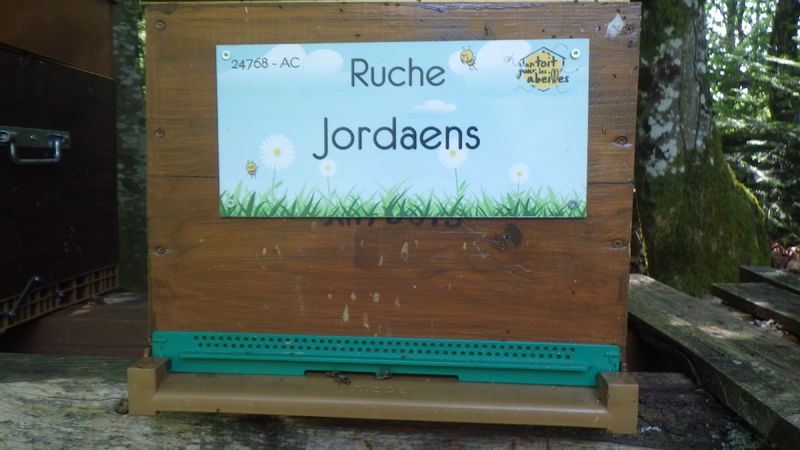 24768 - AC
Ruche
un toit
pour les
abeilles
Jordaens